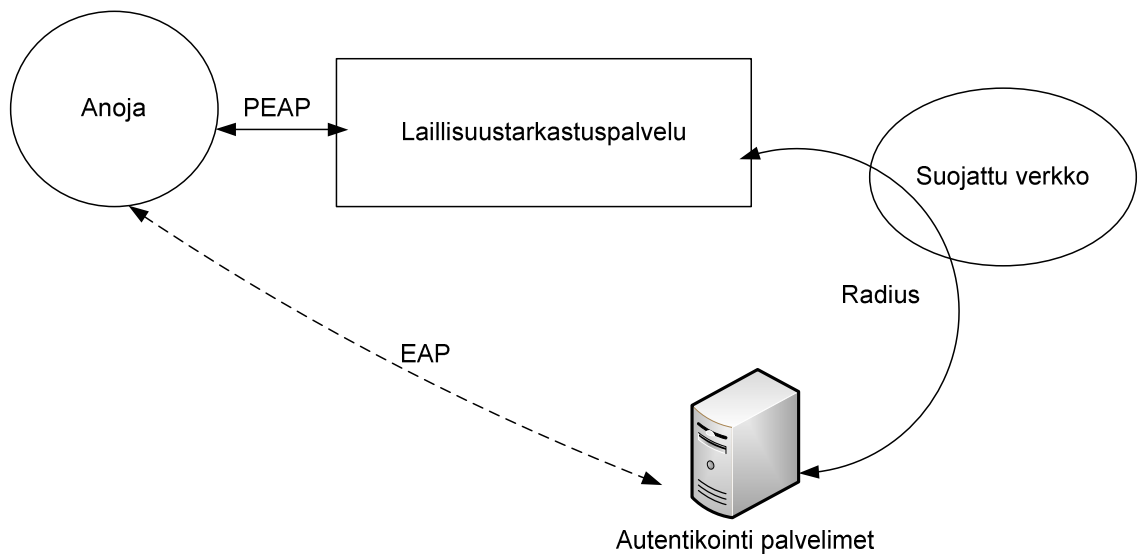 Anoja
PEAP
Laillisuustarkastuspalvelu
Suojattu verkko
Radius
EAP
Autentikointi palvelimet